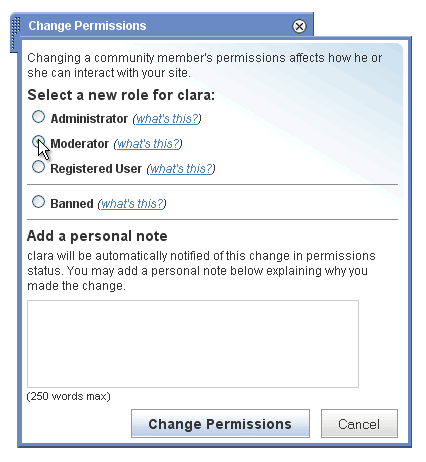 Change Permissions
Changing a community member's permissions affects how he or
she can interact with your site.
Select a new role for clara:
Administrator (what's this?)
Moderator (what's this?)
Registered User (what's this?)
Banned (what's this?)
Add a personal note
clara will be automatically notified of this change in permissions
status. You may add a personal note below explaining why you
made the change.
(250 words max)
Change Permissions Cancel